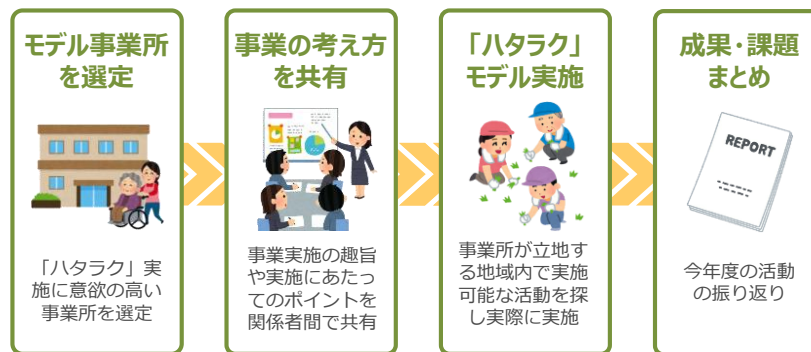 モデル事業所
を選定
「ハタラク」実
施に意欲の高い
事業所を選定
事業の考え方
を共有
事業実施の趣旨
や実施にあたっ
てのポイントを
関係者間で共有
「ハタラク」
モデル実施
事業所が立地す
る地域内で実施
可能な活動を探
し実際に実施
成果・課題
まとめ
REPORT
今年度の活動
の振り返り